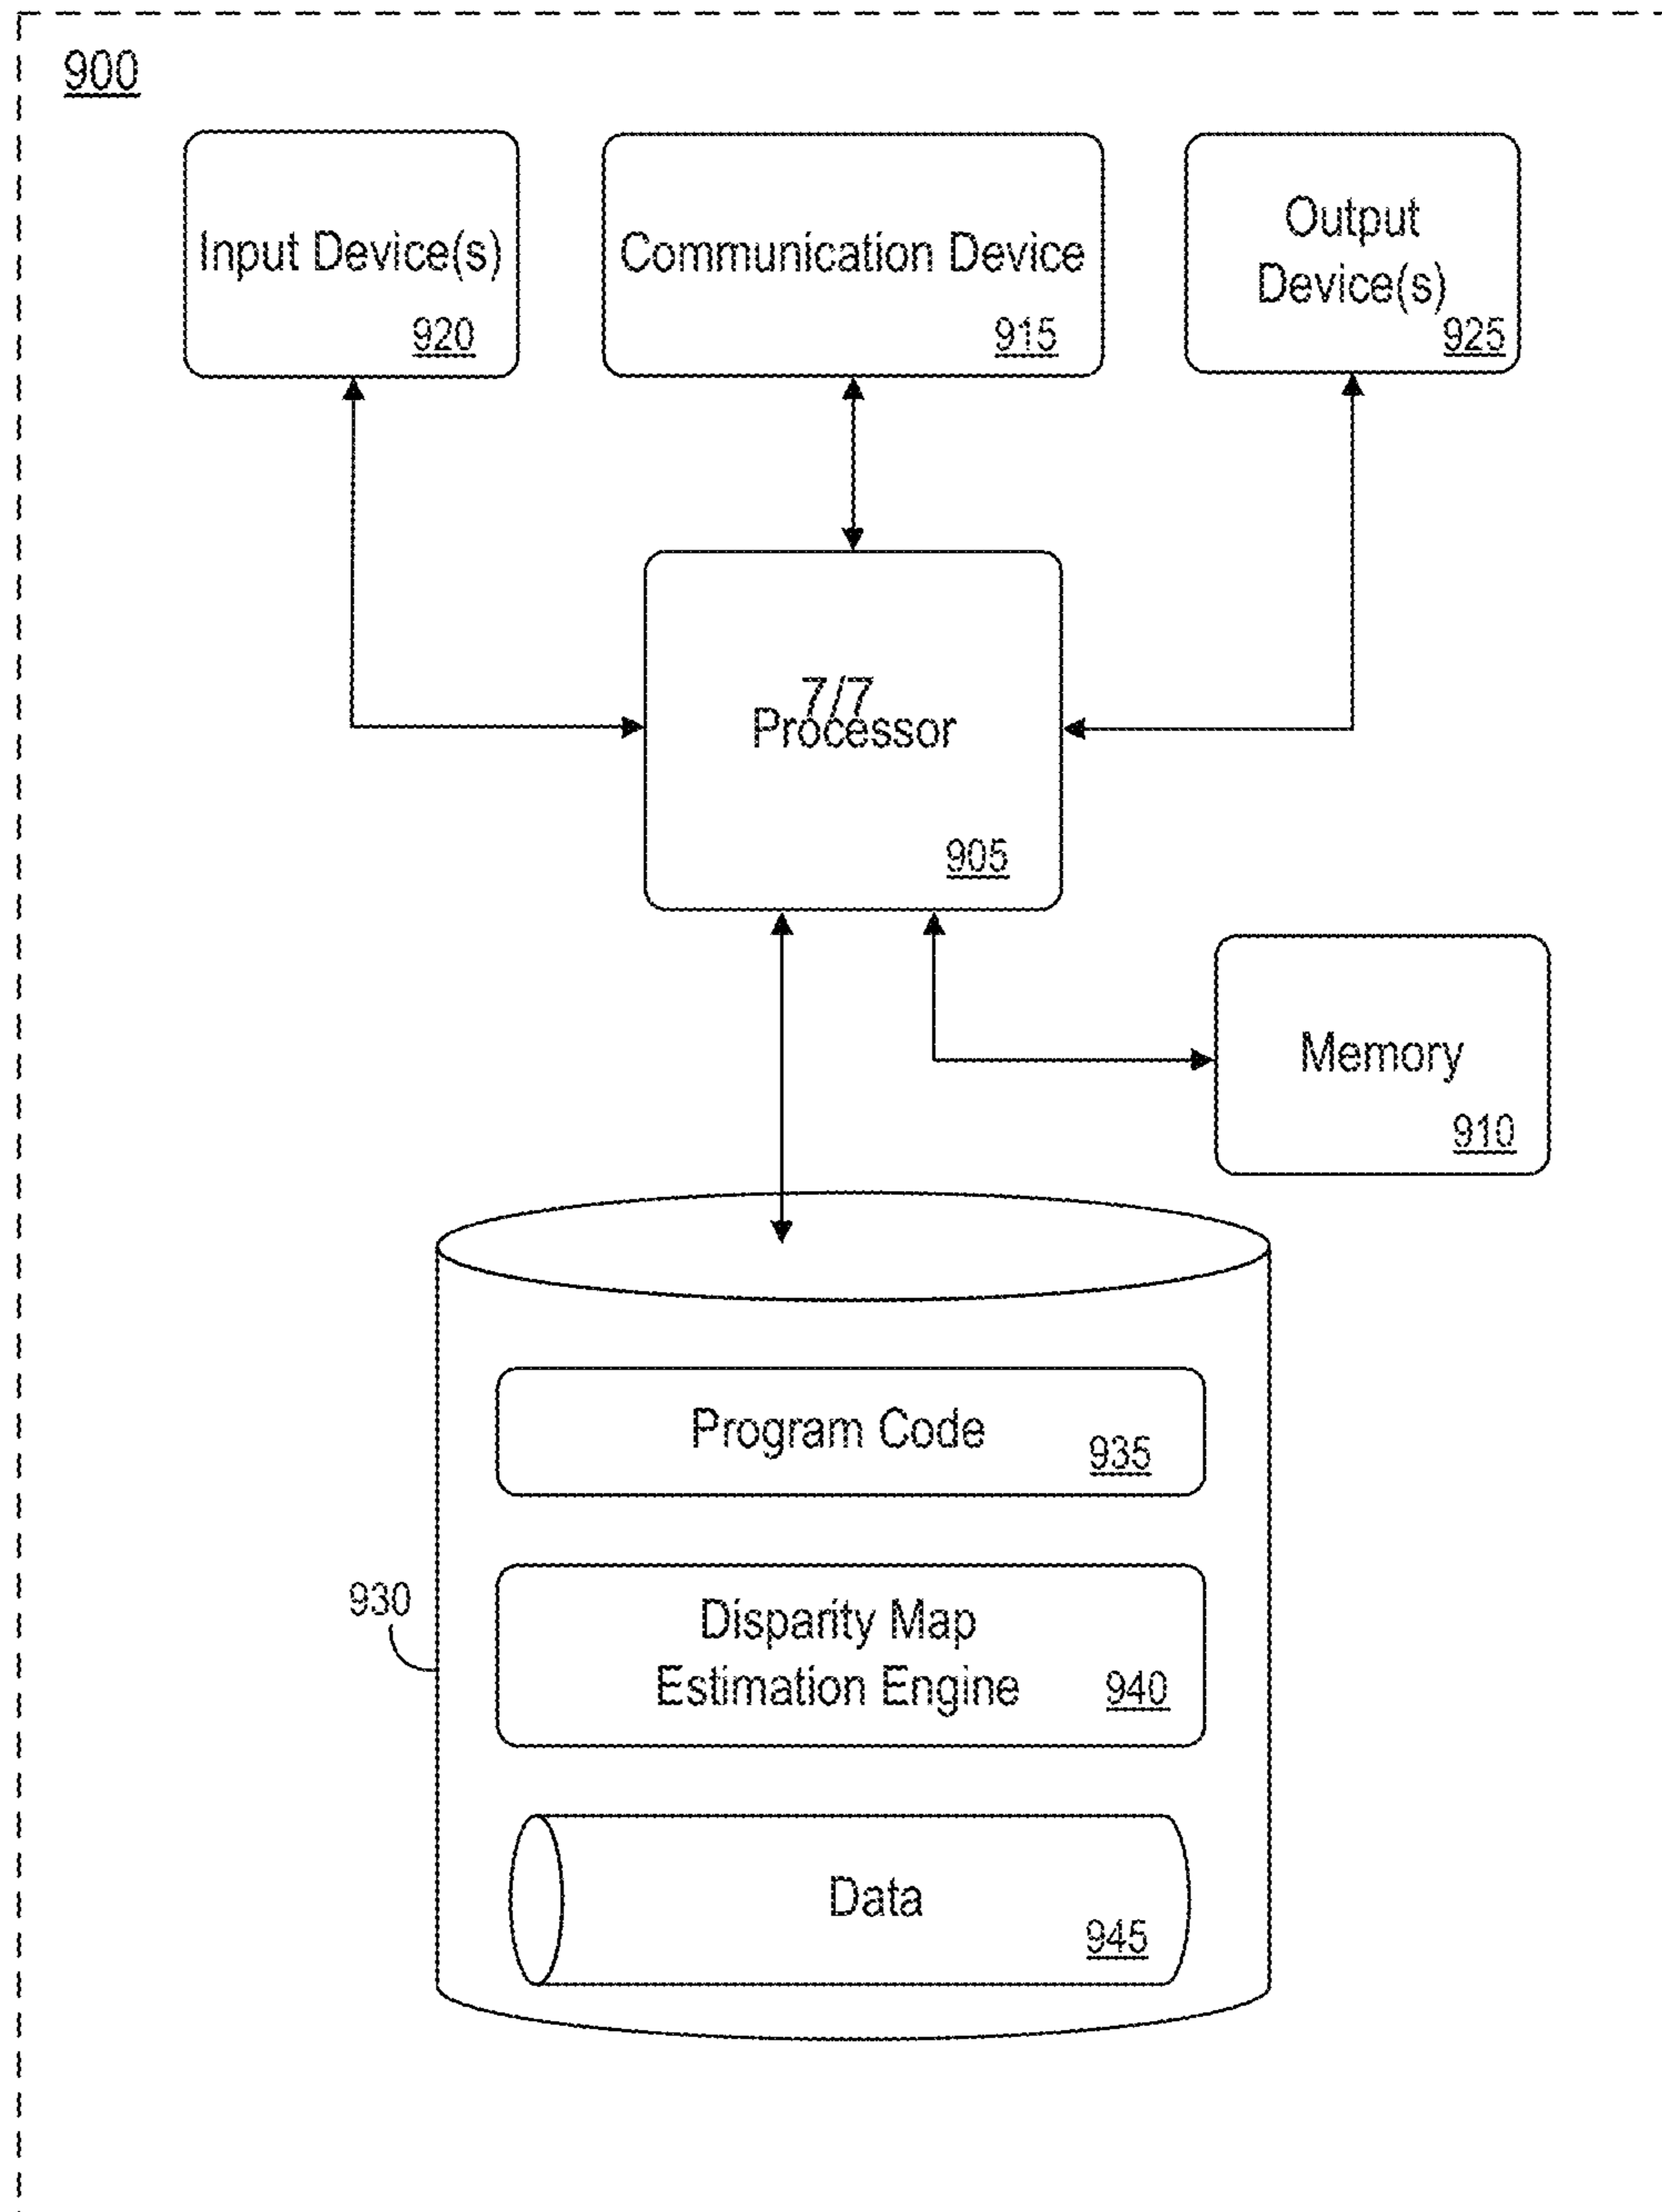 900
Input Device(s)
920
Communication Device
915
Output
Device(s)
925
7/7
Processor
905
Memory
910
Program Code
935
930
Disparity Map
Estimation Engine
940
Data
945